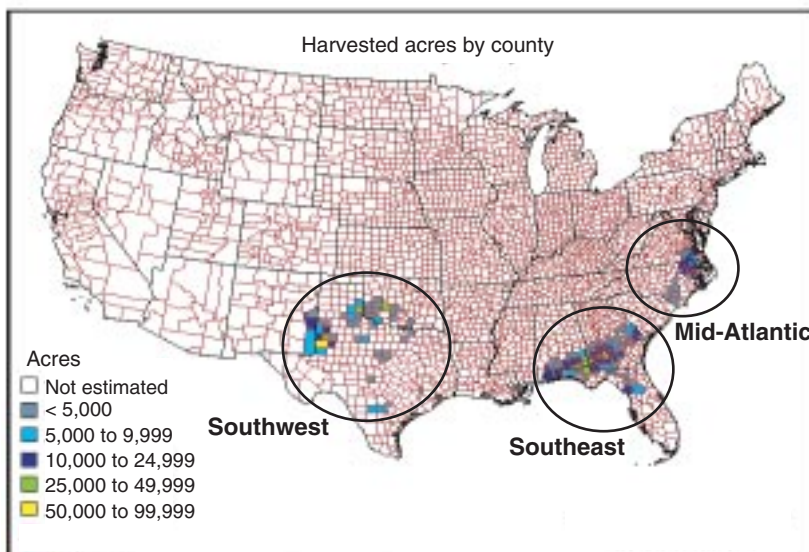 Harvested acres by county
Mid-Atlantic
Southwest
Southeast
Acres
Not estimated
< 5,000
5,000 to 9,999
10,000 to 24,999
25,000 to 49,999
50,000 to 99,999